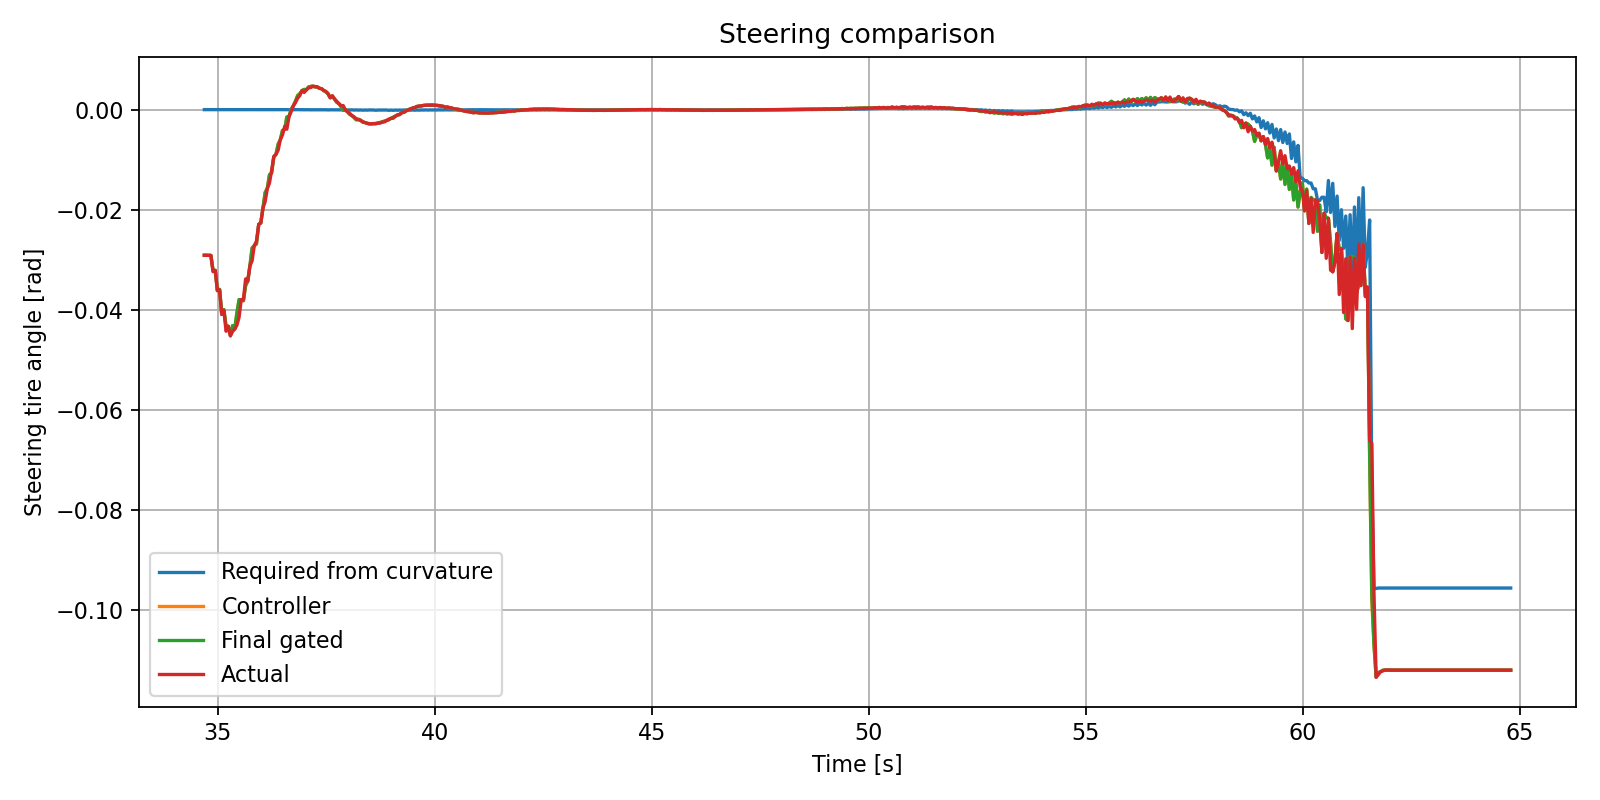 Steering comparison
Steering tire angle [rad]
0.00
−0.02
−0.04
−0.06
−0.08
−0.10
Required from curvature
Controller
Final gated
Actual
35 40 45 50 55 60 65
Time [s]